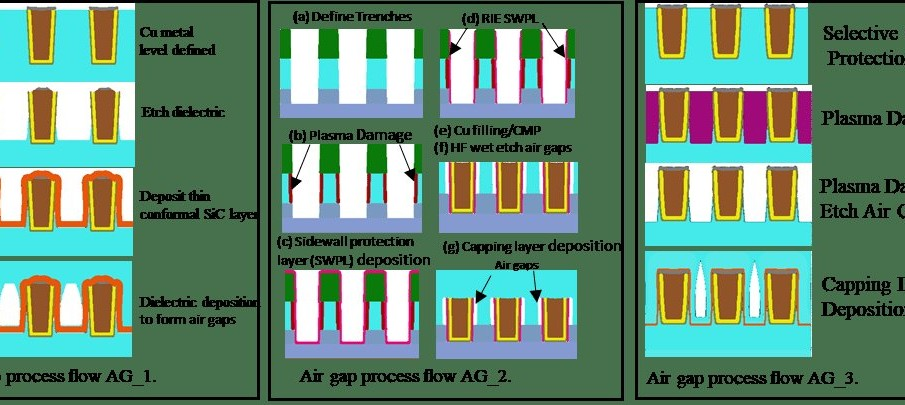 Cu metal
level defined
Etch dielectric
Deposit thin
conformal SiC layer
Dielectric deposition
to form air gaps
process flow AG_1.
(a) Define Trenches
(b) Plasma Damage
(c) Sidewall protection
layer (SWPL) deposition
(d) RIE SWPL
(e) Cu filling/CMP
(f) HF wet etch air gaps
(g) Capping layer deposition
Air gaps
Air gap process flow AG_2.
Selective
Protectio
Plasma Da
Plasma Da
Etch Air
Capping
Depositio
Air gap process flow AG_3.